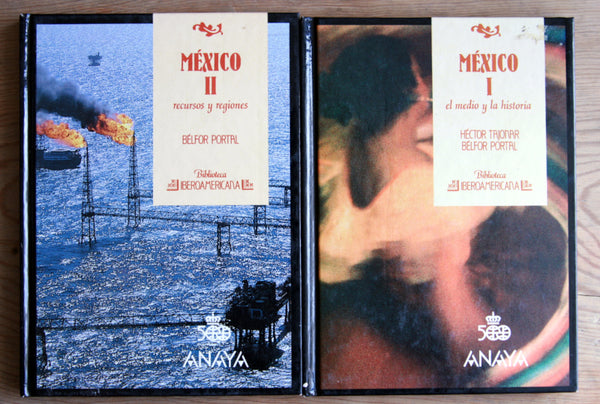 MÉXICO
II
recursos y regiones
BÉLFOR PORTAL
Biblioteca
IBEROAMERICANA
500
ANAYA
MÉXICO
I
el medio y la historia
HÉCTOR TAJONAR
BÉLFOR PORTAL
Biblioteca
IBEROAMERICANA
500
ANAYA